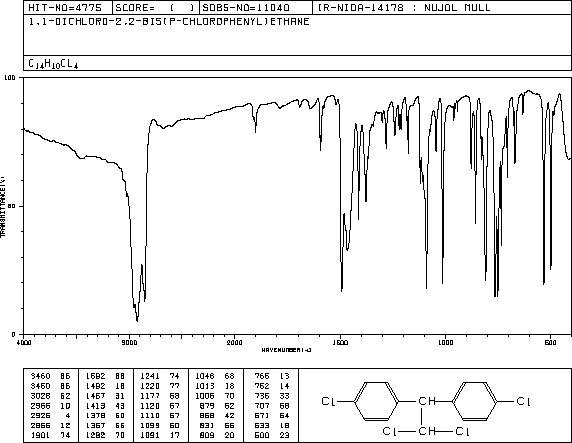 HIT-NO=4775 SCORE= ( ) SDBS-NO=11040 IR-NIDA-14178 : NUJOL MULL
1,1-DICHLORO-2,2-BIS(P-CHLOROPHENYL)ETHANE
C14H10CL4
100
50
0
TRANSMITTANCE(%)
4000 3000 2000 1500 1000 500
WAVENUMBER(-1)
3460 86 1592 88 1241 74 1046 68 766 13
3450 86 1492 18 1220 77 1013 18 752 14
3028 62 1467 31 1177 68 1006 70 736 33
2956 10 1413 43 1120 67 879 62 707 68
2926 4 1378 60 1110 67 868 42 671 64
2866 12 1367 66 1099 60 831 66 633 18
1901 74 1282 70 1091 17 809 20 600 23
Cl CH Cl
Cl CH Cl